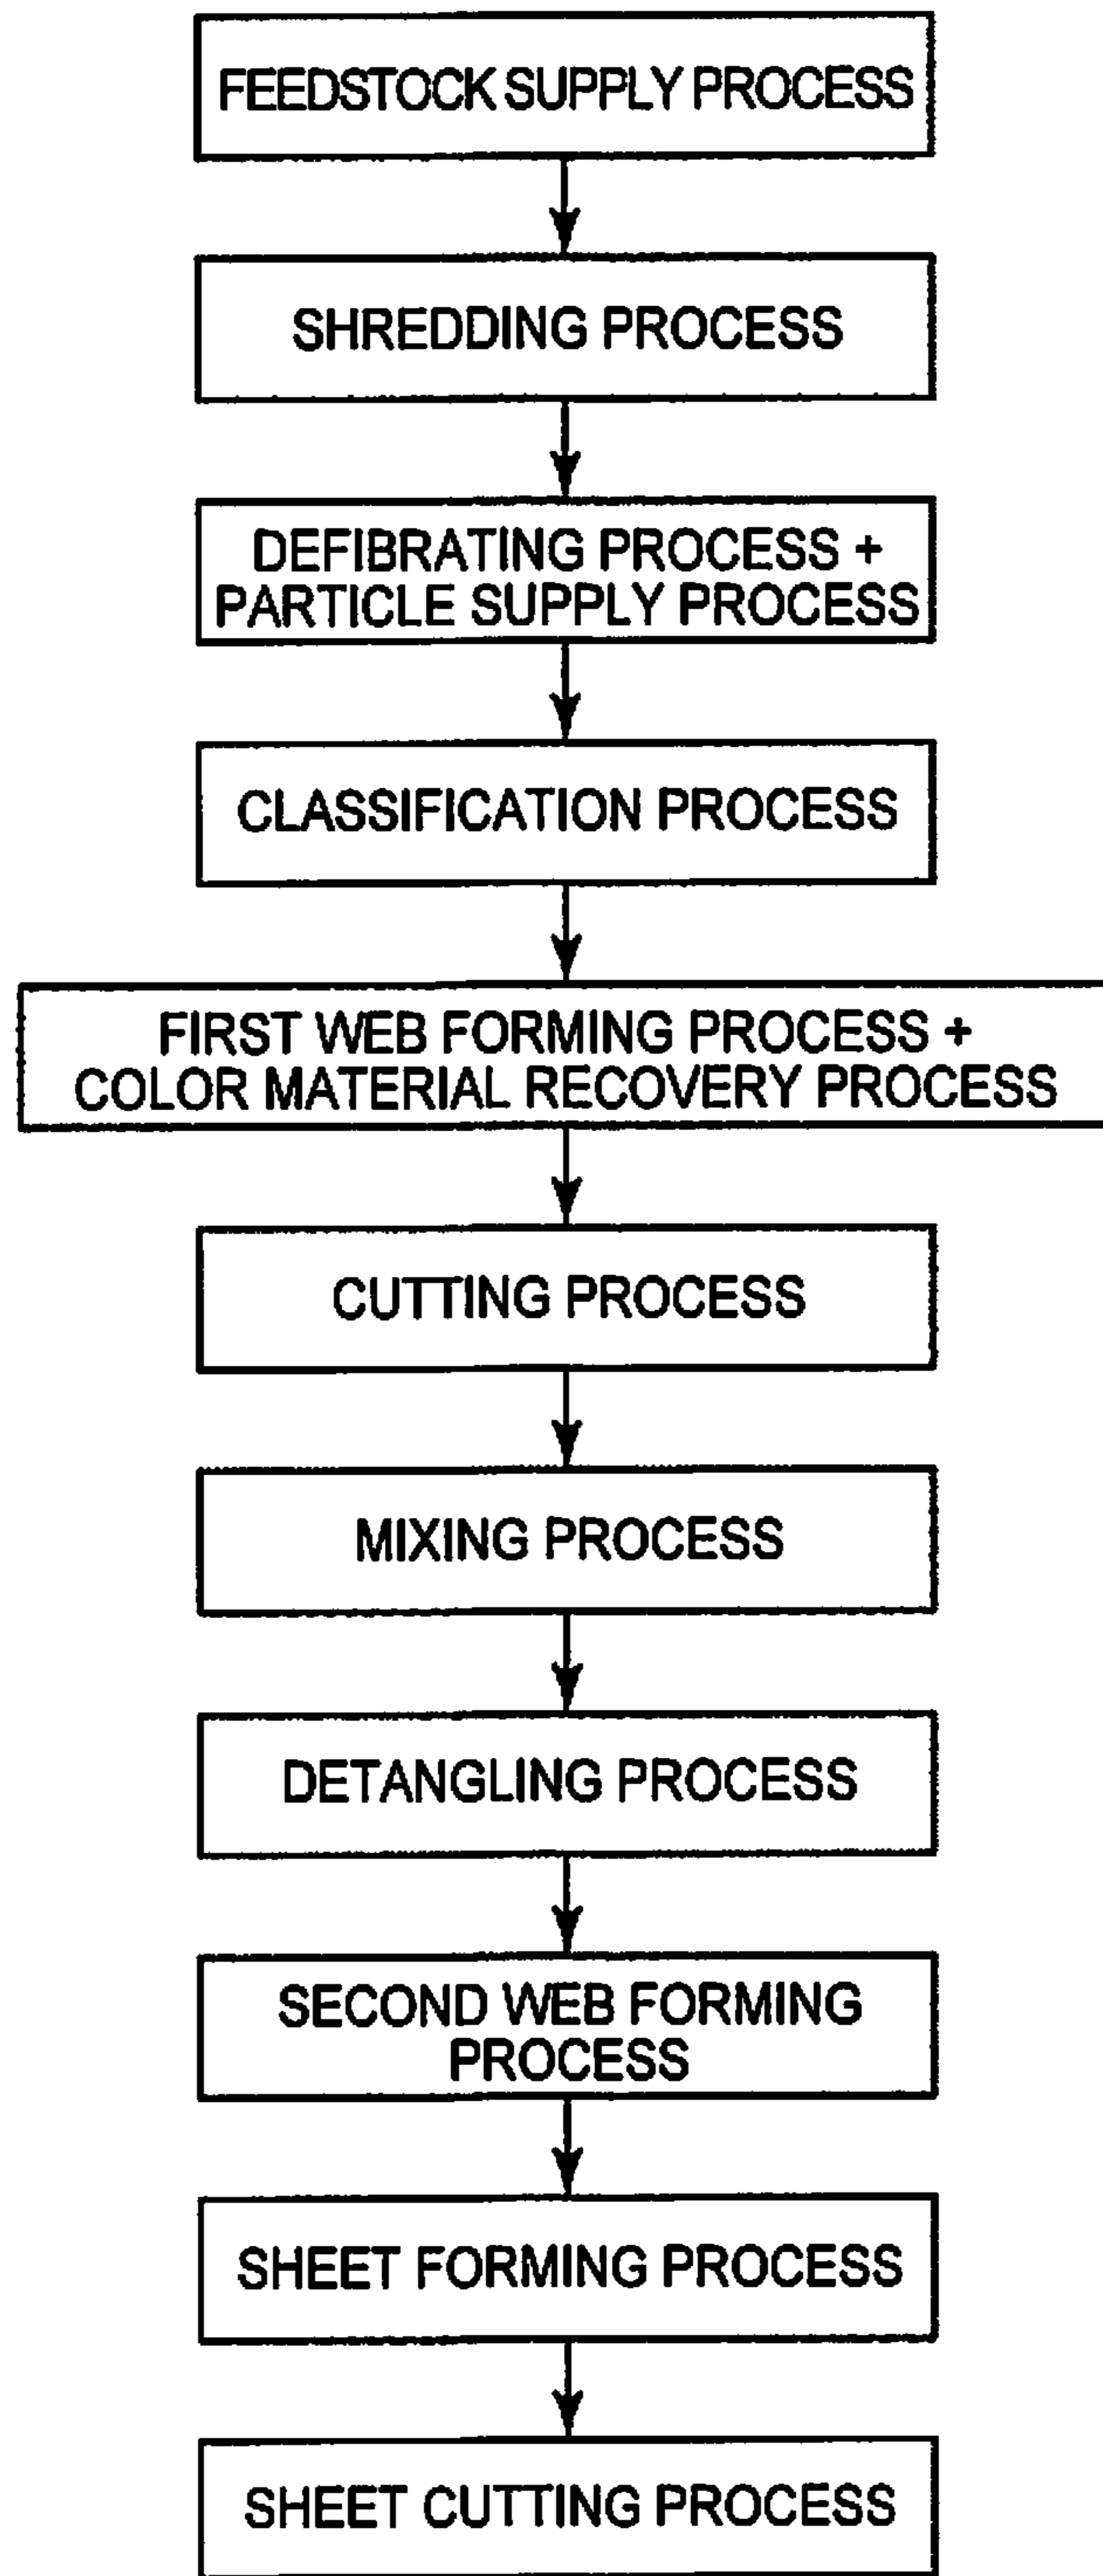 FEEDSTOCK SUPPLY PROCESS
SHREDDING PROCESS
DEFIBRATING PROCESS +
PARTICLE SUPPLY PROCESS
CLASSIFICATION PROCESS
FIRST WEB FORMING PROCESS +
COLOR MATERIAL RECOVERY PROCESS
CUTTING PROCESS
MIXING PROCESS
DETANGLING PROCESS
SECOND WEB FORMING
PROCESS
SHEET FORMING PROCESS
SHEET CUTTING PROCESS